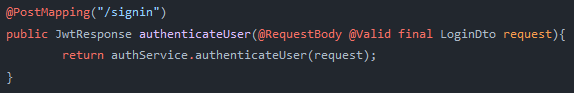 @PostMapping("/signin")
public JwtResponse authenticateUser(@RequestBody @Valid final LoginDto request){
return authService.authenticateUser(request);
}